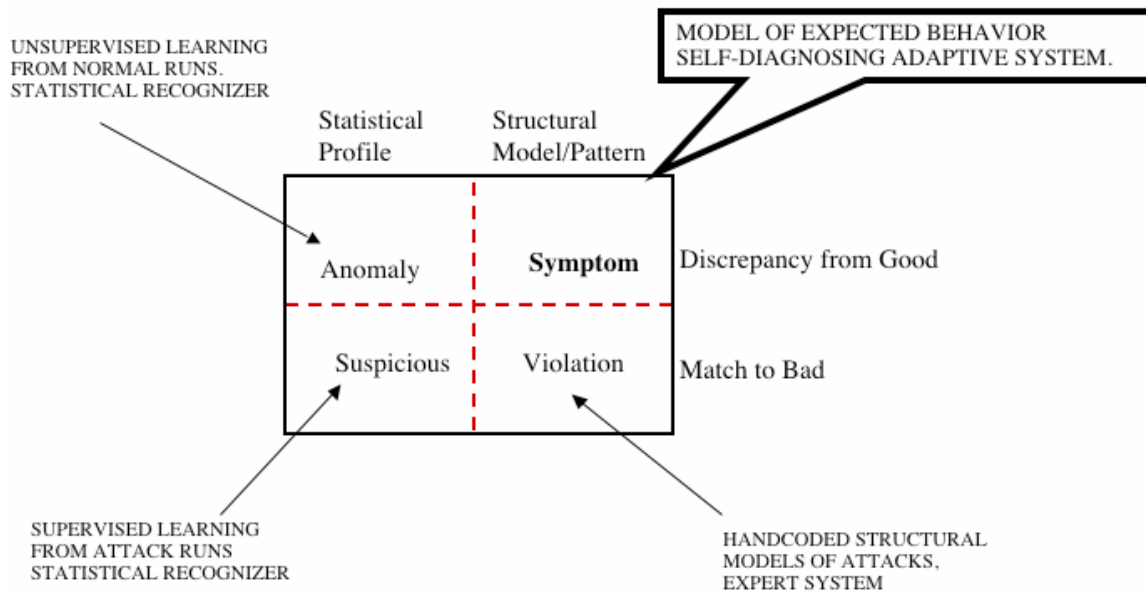 MODEL OF EXPECTED BEHAVIOR
SELF-DIAGNOSING ADAPTIVE SYSTEM.
UNSUPERVISED LEARNING
FROM NORMAL RUNS.
STATISTICAL RECOGNIZER
Statistical
Profile
Structural
Model/Pattern
Anomaly
Symptom
Discrepancy from Good
Suspicious
Violation
Match to Bad
SUPERVISED LEARNING
FROM ATTACK RUNS
STATISTICAL RECOGNIZER
HANDCODED STRUCTURAL
MODELS OF ATTACKS,
EXPERT SYSTEM